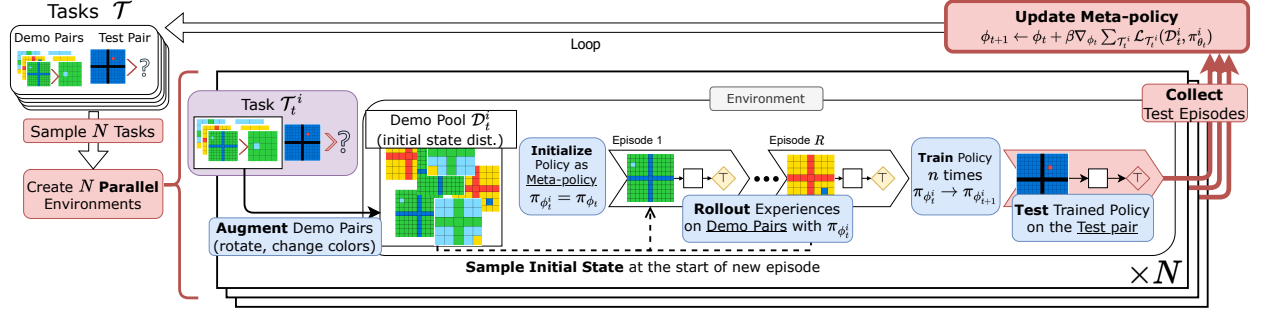 Tasks 𝒯
Demo Pairs
Test Pair
?
Sample N Tasks
Create N Parallel
Environments
Loop
Update Meta-policy
ϕ_{t+1} ← ϕ_t + β∇_{ϕ_t} ∑_{𝒯_t^i} ℒ_{𝒯_t^i}(𝒟_t^i, π_{θ_t}^i)
Collect
Test Episodes
Environment
Task 𝒯_t^i
?
Augment Demo Pairs
(rotate, change colors)
Demo Pool 𝒟_t^i
(initial state dist.)
Initialize
Policy as
Meta-policy
π_{ϕ_t^i} = π_{ϕ_t}
Episode 1
T
Episode R
T
Rollout Experiences
on Demo Pairs with π_{ϕ_t^i}
Train Policy
n times
π_{ϕ_t^i} → π_{ϕ_{t+1}^i}
T
Test Trained Policy
on the Test pair
Sample Initial State at the start of new episode
×N